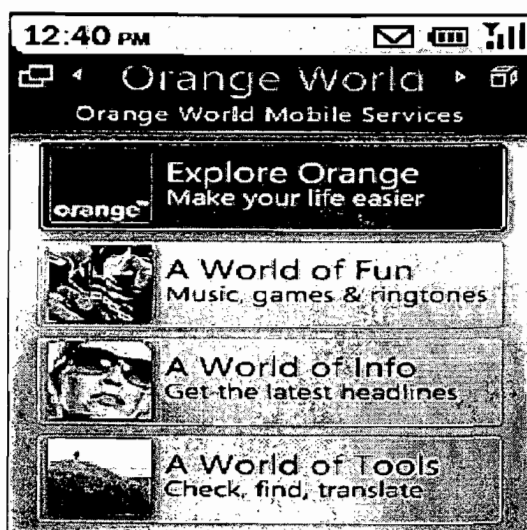 12:40 PM
Orange World
Orange World Mobile Services
orange™
Explore Orange
Make your life easier
A World of Fun
Music, games & ringtones
A World of Info
Get the latest headlines
A World of Tools
Check, find, translate